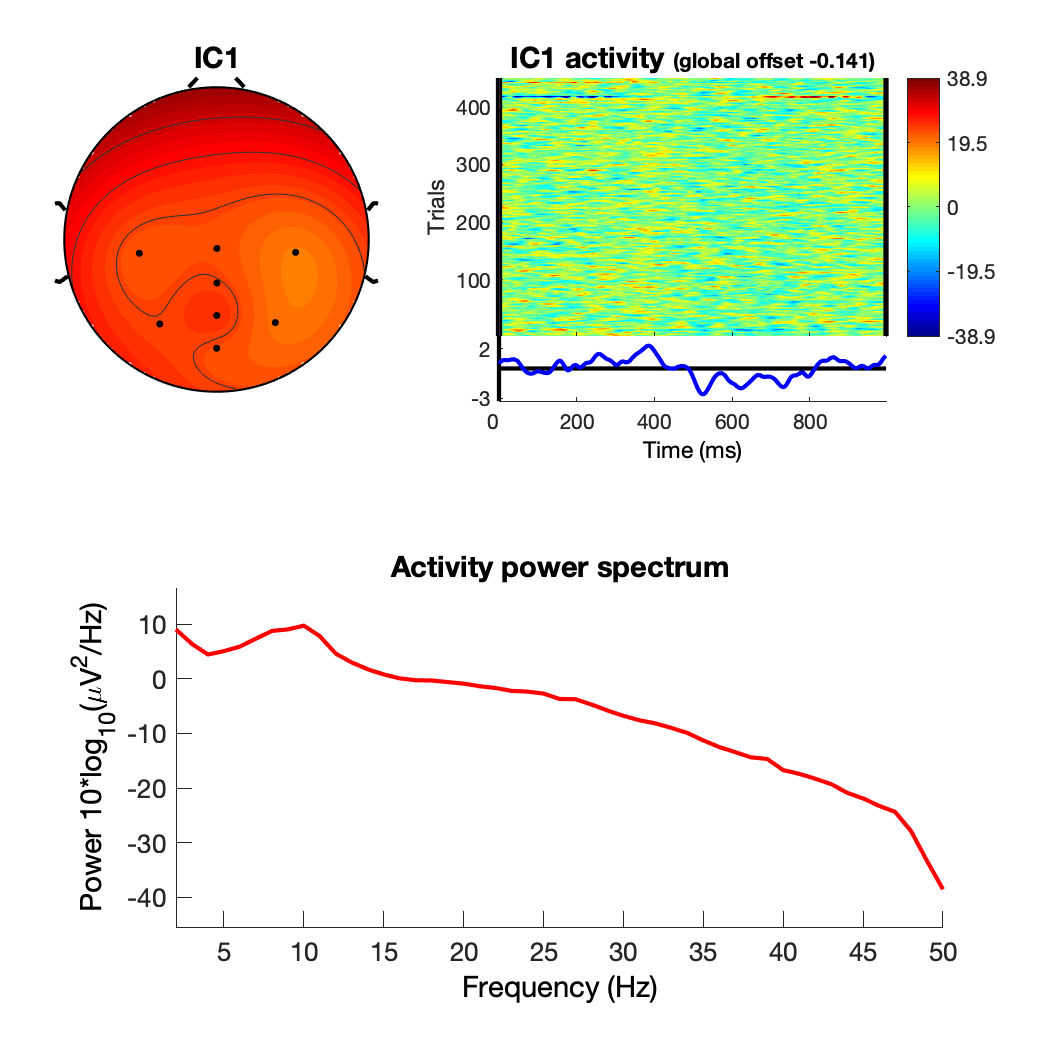 IC1
IC1 activity (global offset -0.141)
400
300
200
100
Trials
38.9
19.5
0
-19.5
-38.9
2
-3
0 200 400 600 800
Time (ms)
Activity power spectrum
10
0
-10
-20
-30
-40
Power 10*log10(μV²/Hz)
5 10 15 20 25 30 35 40 45 50
Frequency (Hz)